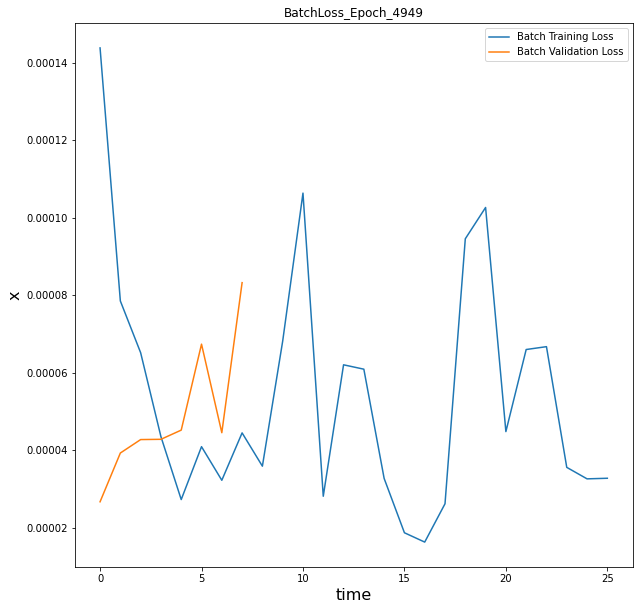 BatchLoss_Epoch_4949
Batch Training Loss
Batch Validation Loss
0.00014
0.00012
0.00010
0.00008
0.00006
0.00004
0.00002
x
0 5 10 15 20 25
time